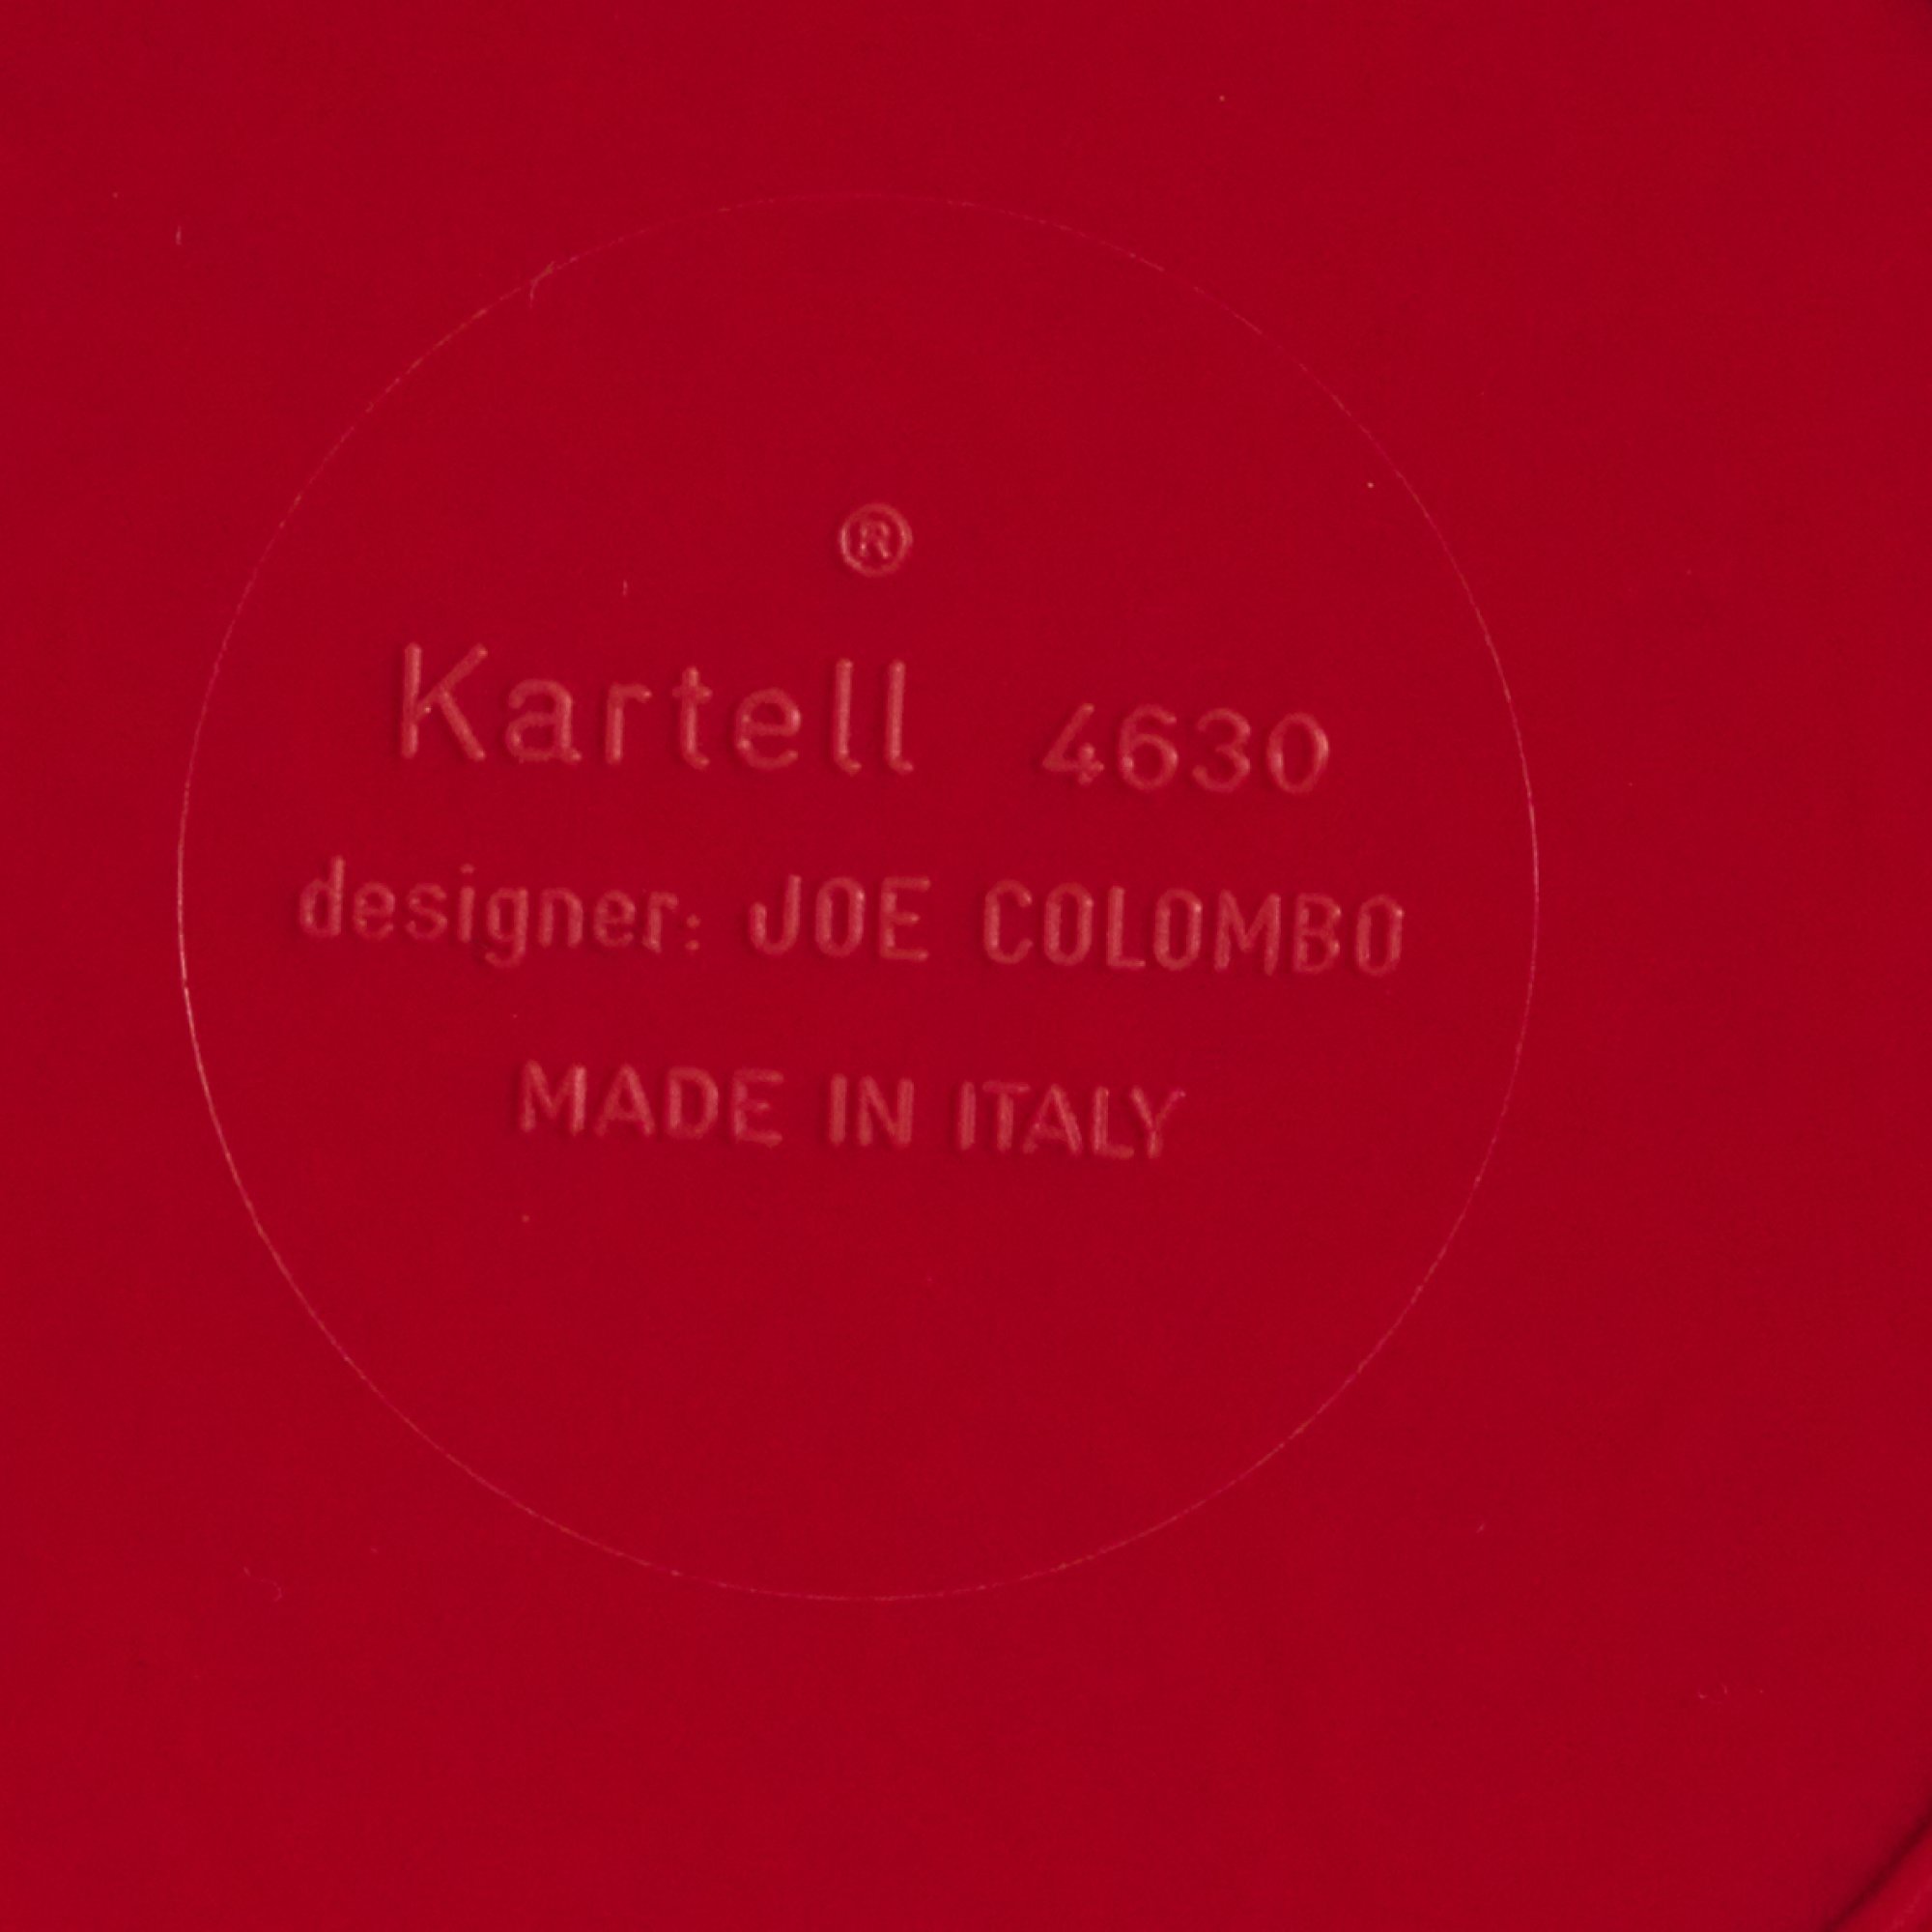 ®
Kartell 4630
designer: JOE COLOMBO
MADE IN ITALY